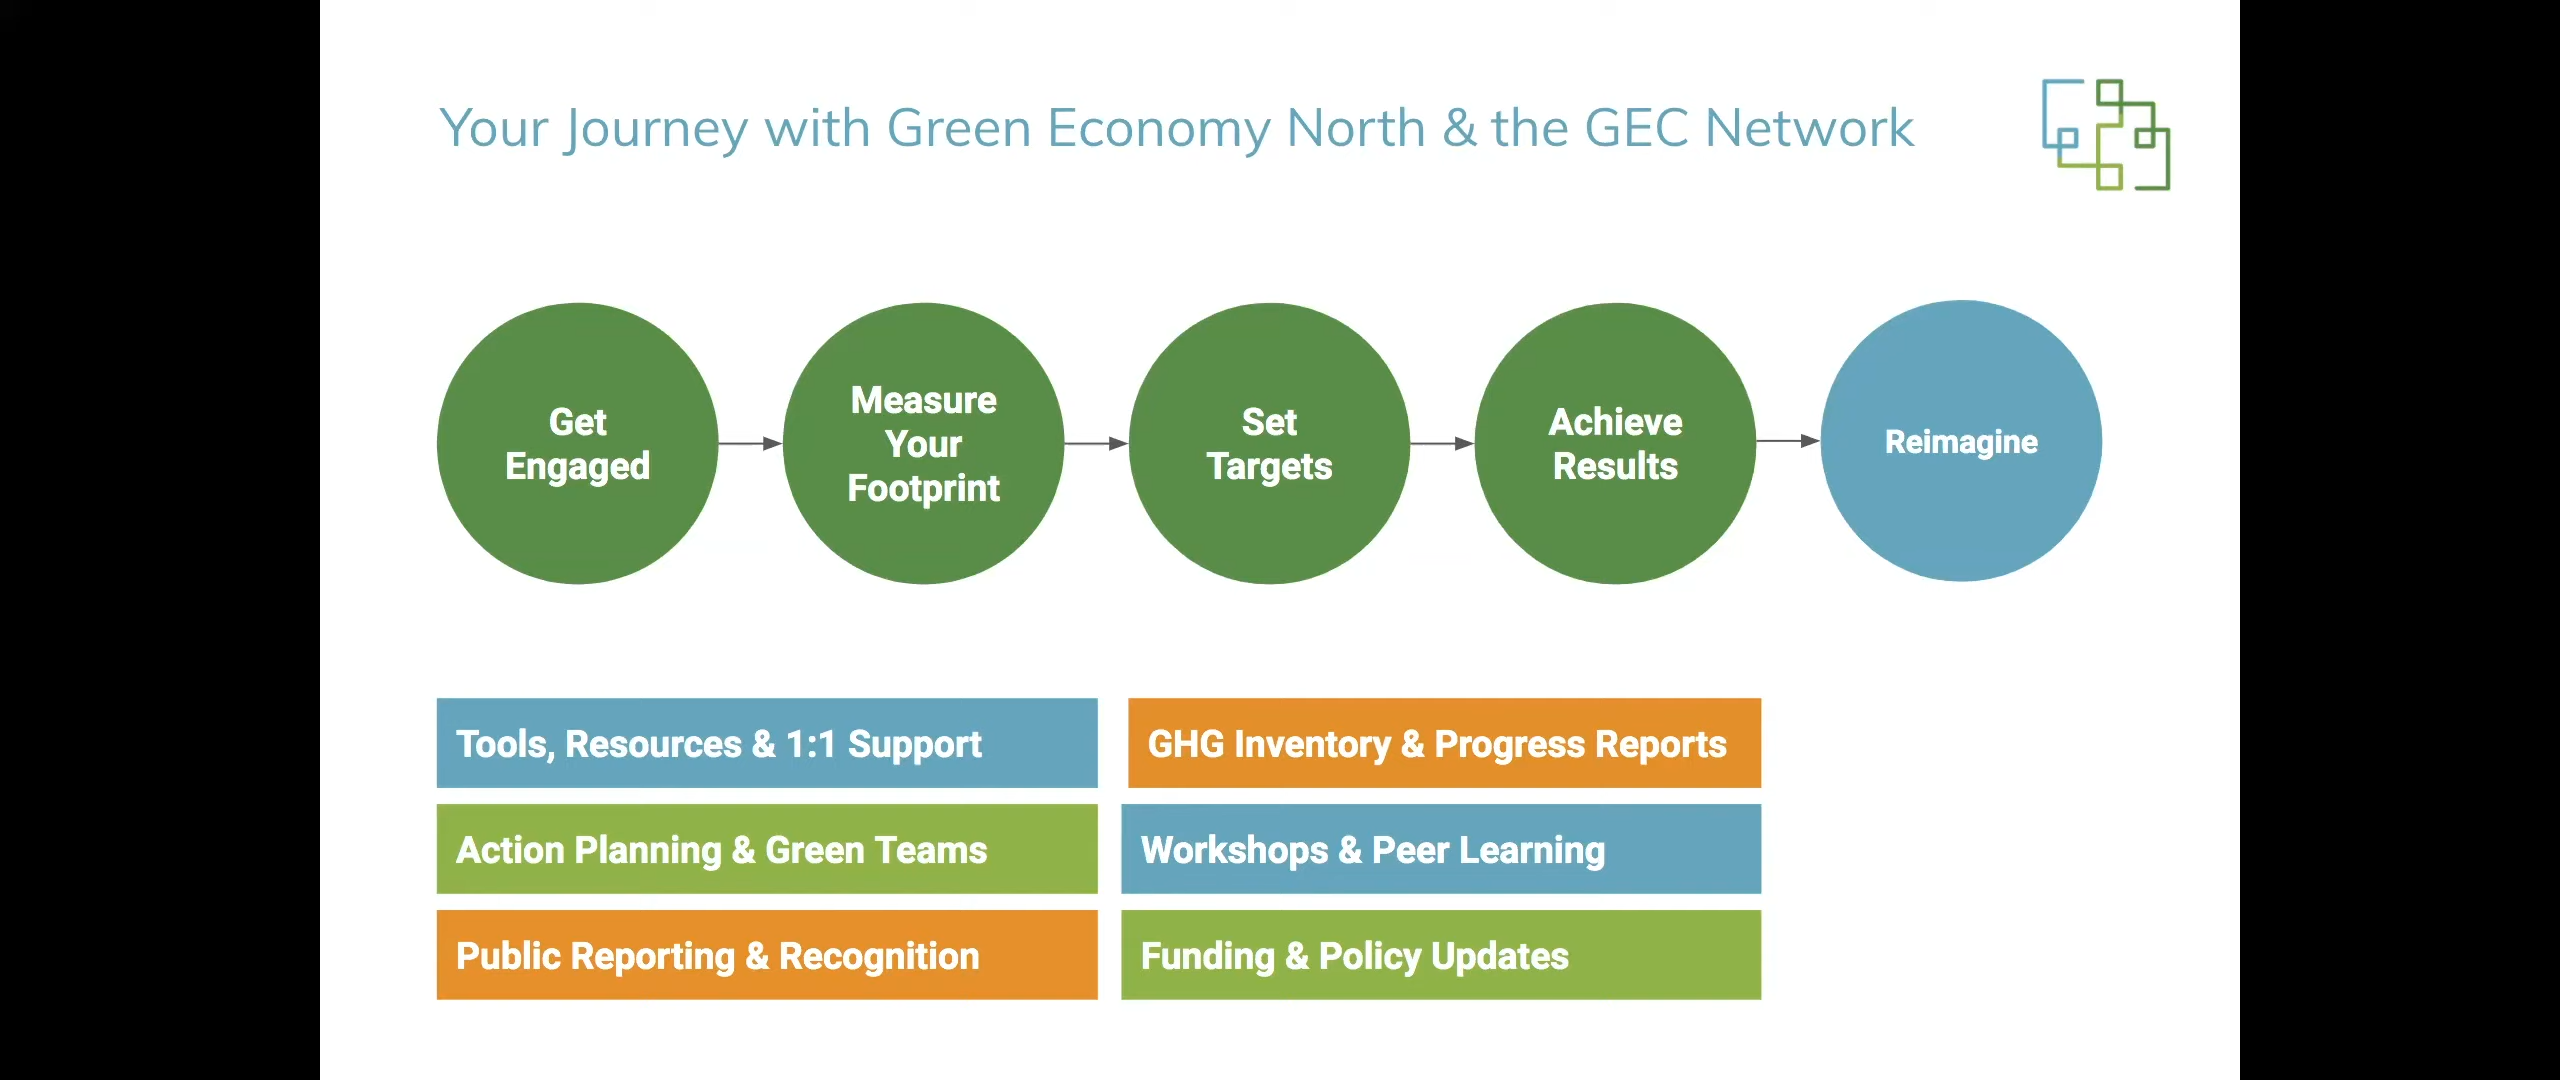 Your Journey with Green Economy North & the GEC Network
Get
Engaged
Measure
Your
Footprint
Set
Targets
Achieve
Results
Reimagine
Tools, Resources & 1:1 Support
GHG Inventory & Progress Reports
Action Planning & Green Teams
Workshops & Peer Learning
Public Reporting & Recognition
Funding & Policy Updates